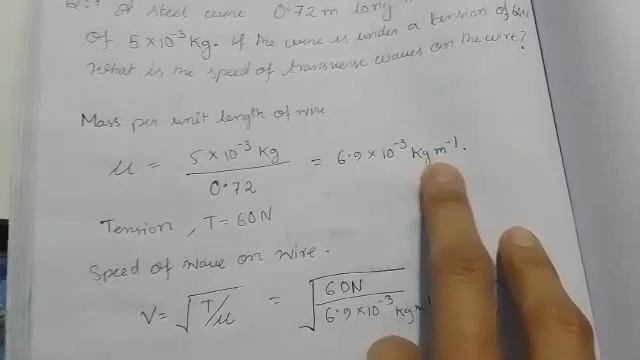 A steel wire 0.72 m long
of 5 × 10⁻³ Kg. If the wire is under a tension of 60N,
What is the speed of transverse waves on the wire?
Mass per unit length of wire
μ = 5 × 10⁻³ Kg / 0.72 = 6.9 × 10⁻³ Kg m⁻¹.
Tension, T = 60N
Speed of wave on wire.
V = √T/μ = √60N / 6.9 × 10⁻³ Kg m⁻¹